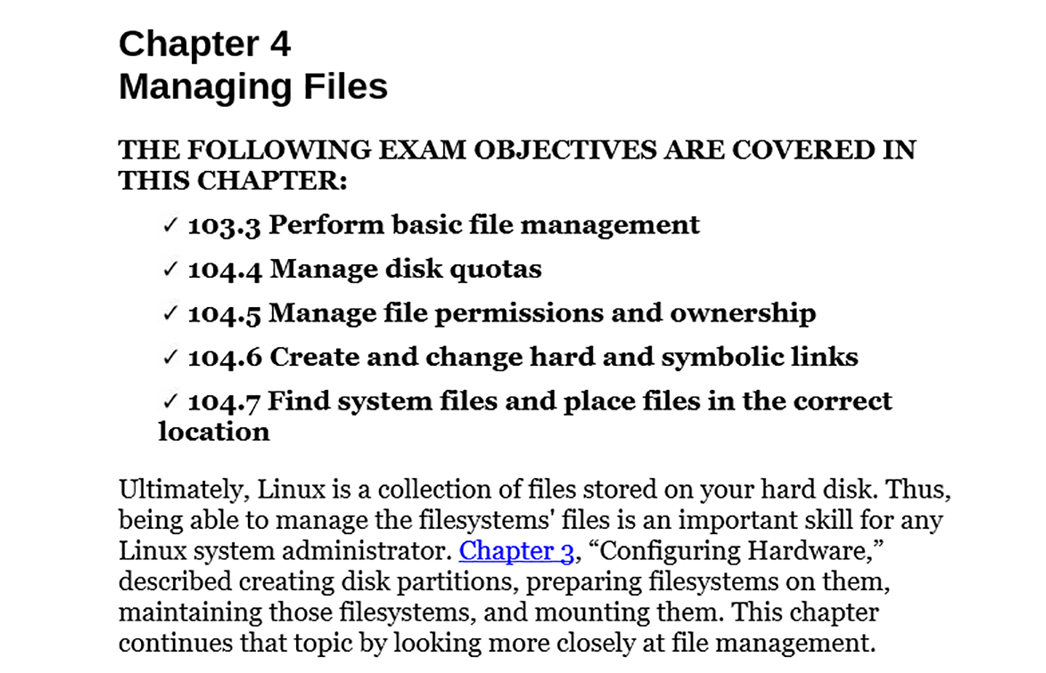 Chapter 4
Managing Files
THE FOLLOWING EXAM OBJECTIVES ARE COVERED IN
THIS CHAPTER:
✓ 103.3 Perform basic file management
✓ 104.4 Manage disk quotas
✓ 104.5 Manage file permissions and ownership
✓ 104.6 Create and change hard and symbolic links
✓ 104.7 Find system files and place files in the correct
location
Ultimately, Linux is a collection of files stored on your hard disk. Thus,
being able to manage the filesystems' files is an important skill for any
Linux system administrator. Chapter 3, “Configuring Hardware,”
described creating disk partitions, preparing filesystems on them,
maintaining those filesystems, and mounting them. This chapter
continues that topic by looking more closely at file management.